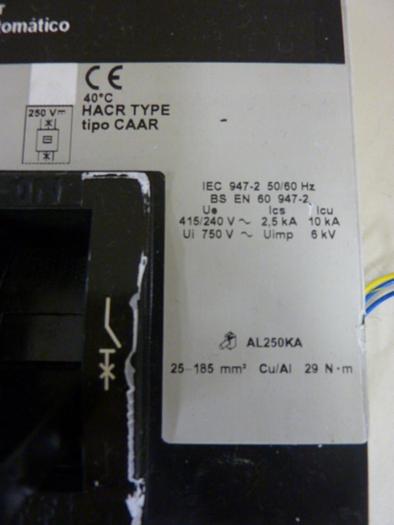 tomático
CE
40°C
HACR TYPE
tipo CAAR
250 V
IEC 947-2 50/60 Hz
BS EN 60 947-2
Ue Ics Icu
415/240 V ~ 2,5 kA 10 kA
Ui 750 V ~ Uimp 6 kV
AL250KA
25-185 mm² Cu/Al 29 N·m